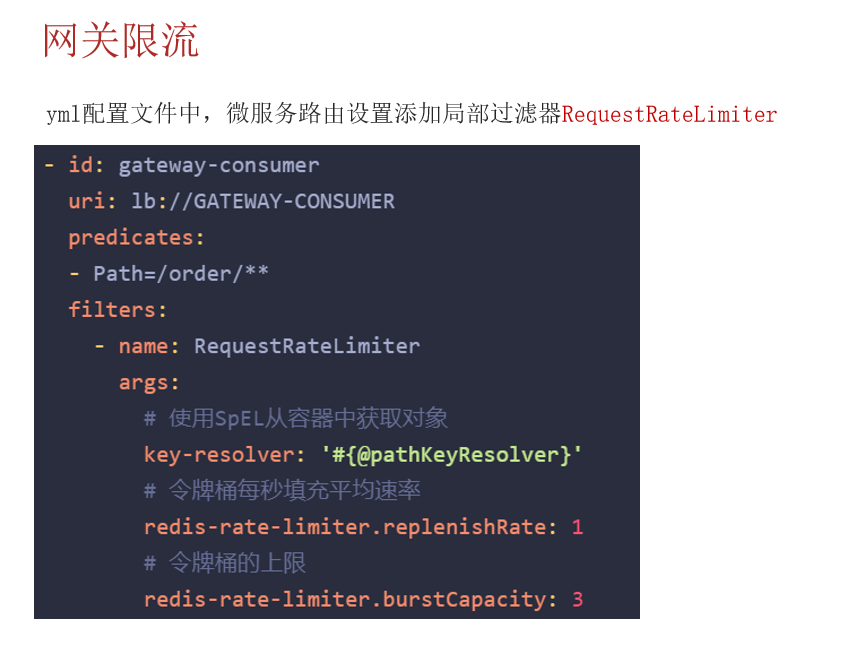 网关限流
yml配置文件中，微服务路由设置添加局部过滤器RequestRateLimiter
- id: gateway-consumer
  uri: lb://GATEWAY-CONSUMER
  predicates:
  - Path=/order/**
  filters:
    - name: RequestRateLimiter
      args:
        # 使用SpEL从容器中获取对象
        key-resolver: '#{@pathKeyResolver}'
        # 令牌桶每秒填充平均速率
        redis-rate-limiter.replenishRate: 1
        # 令牌桶的上限
        redis-rate-limiter.burstCapacity: 3